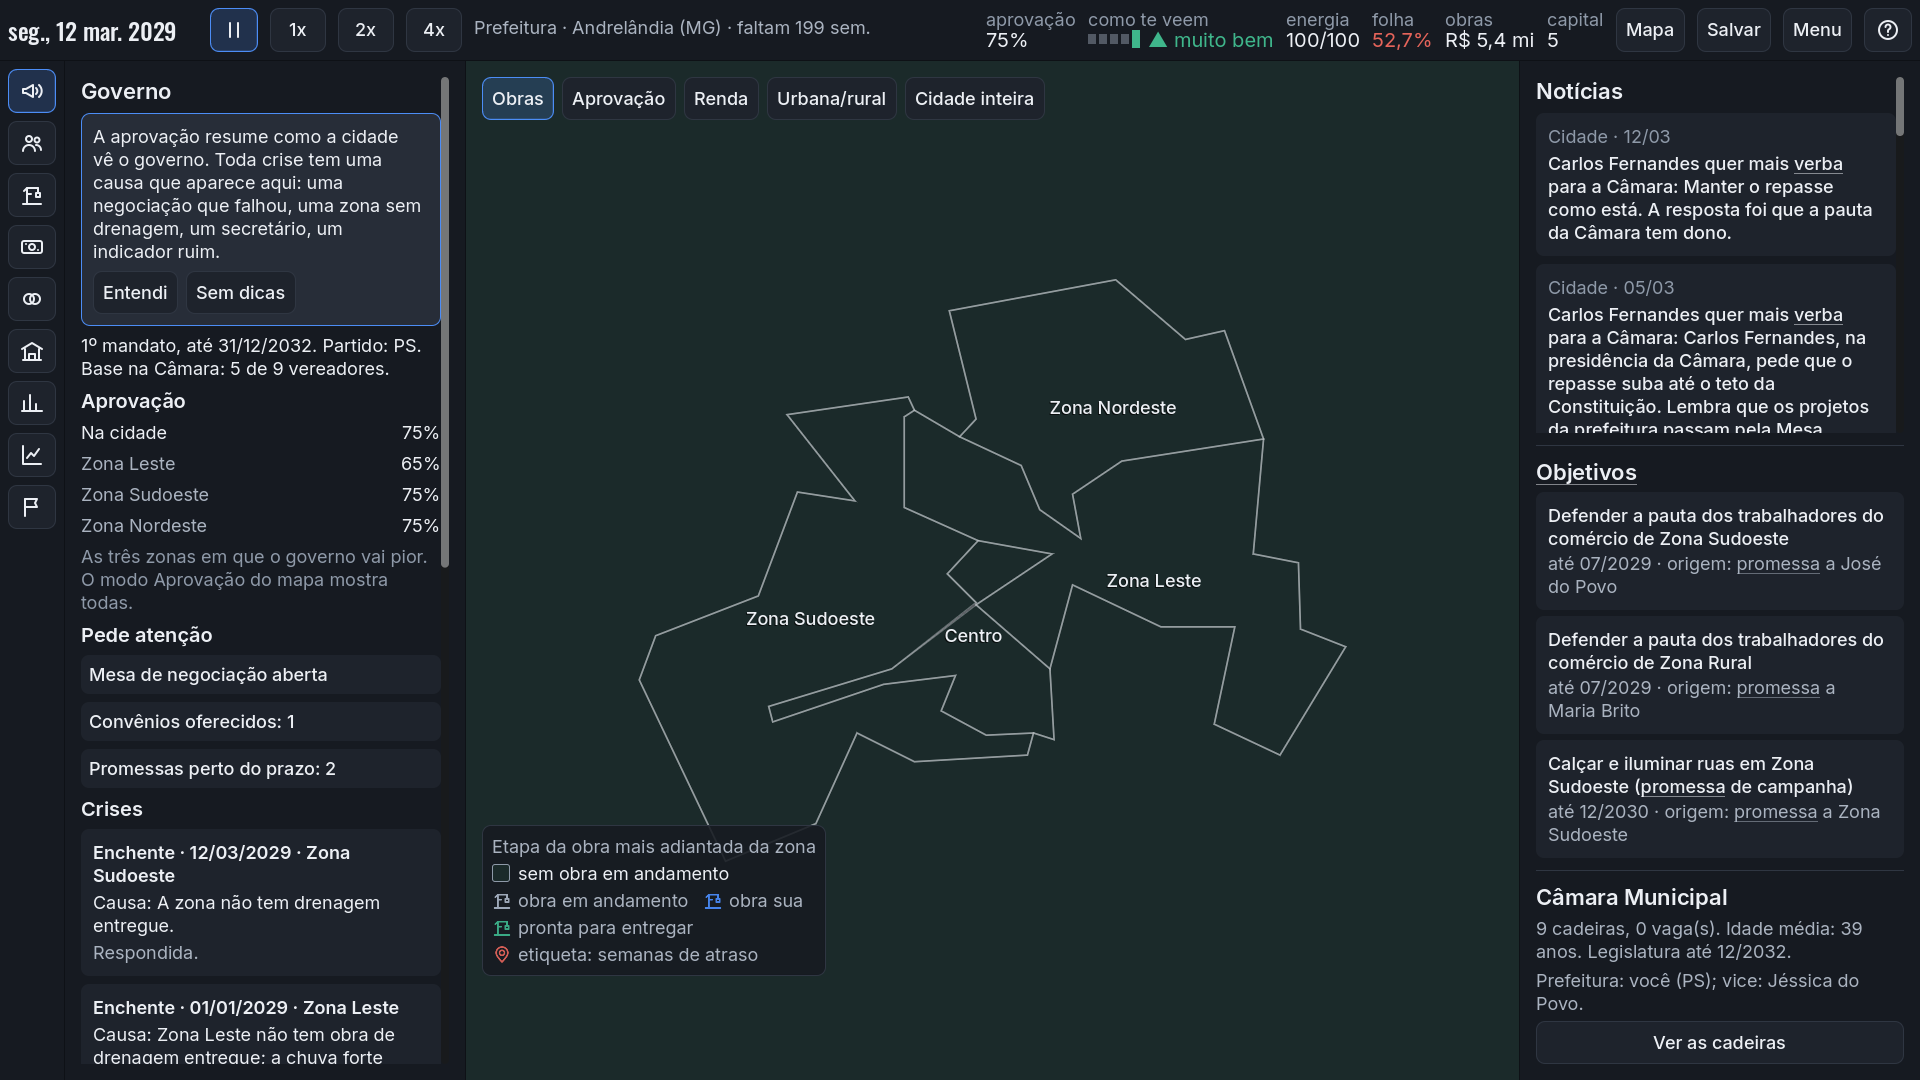 seg., 12 mar. 2029
1x
2x
4x
Prefeitura · Andrelândia (MG) · faltam 199 sem.
aprovação
75%
como te veem
muito bem
energia
100/100
folha
52,7%
obras
R$ 5,4 mi
capital
5
Mapa
Salvar
Menu
Governo
A aprovação resume como a cidade
vê o governo. Toda crise tem uma
causa que aparece aqui: uma
negociação que falhou, uma zona sem
drenagem, um secretário, um
indicador ruim.
Entendi
Sem dicas
1º mandato, até 31/12/2032. Partido: PS.
Base na Câmara: 5 de 9 vereadores.
Aprovação
Na cidade 75%
Zona Leste 65%
Zona Sudoeste 75%
Zona Nordeste 75%
As três zonas em que o governo vai pior.
O modo Aprovação do mapa mostra
todas.
Pede atenção
Mesa de negociação aberta
Convênios oferecidos: 1
Promessas perto do prazo: 2
Crises
Enchente · 12/03/2029 · Zona
Sudoeste
Causa: A zona não tem drenagem
entregue.
Respondida.
Enchente · 01/01/2029 · Zona Leste
Causa: Zona Leste não tem obra de
drenagem entregue; a chuva forte
Obras
Aprovação
Renda
Urbana/rural
Cidade inteira
Zona Nordeste
Zona Leste
Zona Sudoeste
Centro
Etapa da obra mais adiantada da zona
sem obra em andamento
obra em andamento
obra sua
pronta para entregar
etiqueta: semanas de atraso
Notícias
Cidade · 12/03
Carlos Fernandes quer mais verba
para a Câmara: Manter o repasse
como está. A resposta foi que a pauta
da Câmara tem dono.
Cidade · 05/03
Carlos Fernandes quer mais verba
para a Câmara: Carlos Fernandes, na
presidência da Câmara, pede que o
repasse suba até o teto da
Constituição. Lembra que os projetos
da prefeitura passam pela Mesa
Objetivos
Defender a pauta dos trabalhadores do
comércio de Zona Sudoeste
até 07/2029 · origem: promessa a José
do Povo
Defender a pauta dos trabalhadores do
comércio de Zona Rural
até 07/2029 · origem: promessa a
Maria Brito
Calçar e iluminar ruas em Zona
Sudoeste (promessa de campanha)
até 12/2030 · origem: promessa a Zona
Sudoeste
Câmara Municipal
9 cadeiras, 0 vaga(s). Idade média: 39
anos. Legislatura até 12/2032.
Prefeitura: você (PS); vice: Jéssica do
Povo.
Ver as cadeiras